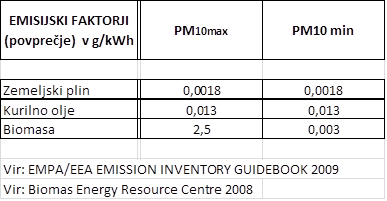 EMISIJSKI FAKTORJI PM10max PM10 min
(povprečje) v g/kWh
Zemeljski plin 0,0018 0,0018
Kurilno olje 0,013 0,013
Biomasa 2,5 0,003
Vir: EMPA/EEA EMISSION INVENTORY GUIDEBOOK 2009
Vir: Biomas Energy Resource Centre 2008